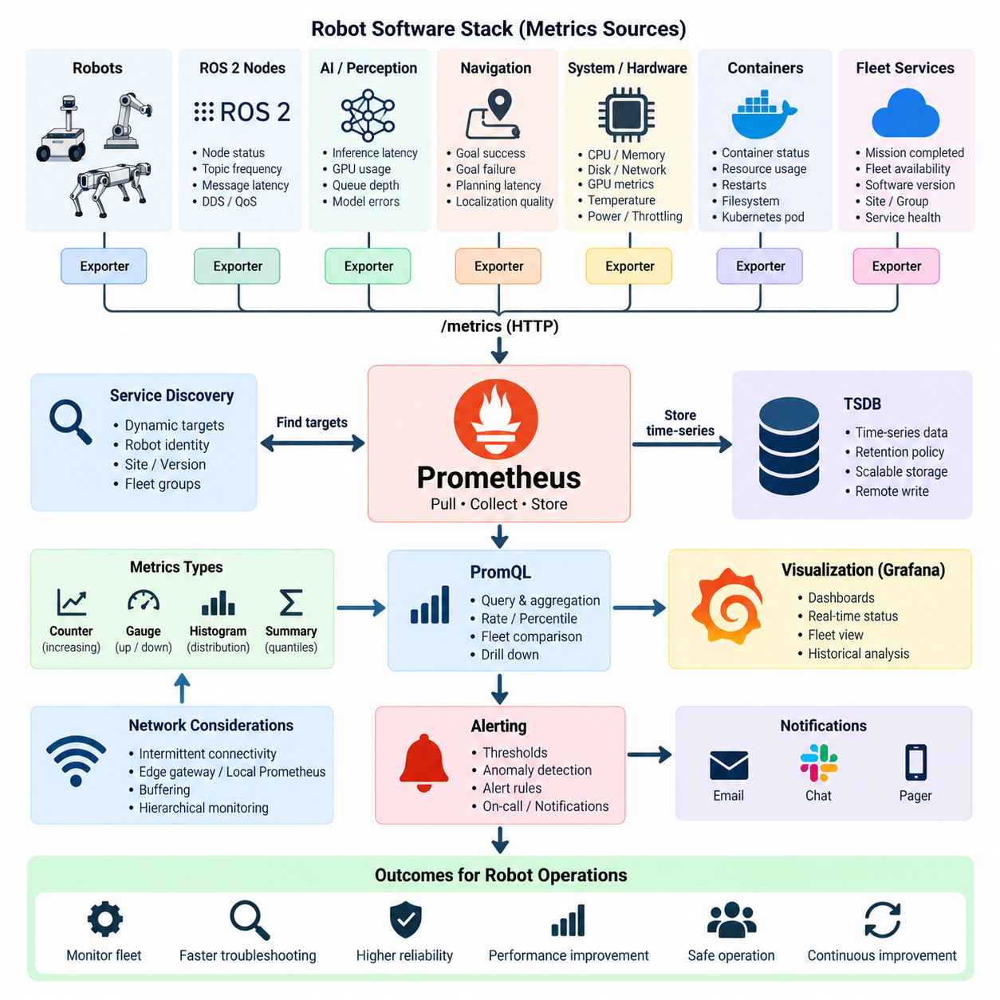 Robot Software Stack (Metrics Sources)
Robots
ROS 2 Nodes
ROS 2
• Node status
• Topic frequency
• Message latency
• DDS / QoS
AI / Perception
• Inference latency
• GPU usage
• Queue depth
• Model errors
Navigation
• Goal success
• Goal failure
• Planning latency
• Localization quality
System / Hardware
• CPU / Memory
• Disk / Network
• GPU metrics
• Temperature
• Power / Throttling
Containers
• Container status
• Resource usage
• Restarts
• Filesystem
• Kubernetes pod
Fleet Services
• Mission completed
• Fleet availability
• Software version
• Site / Group
• Service health
Exporter
Exporter
Exporter
Exporter
Exporter
Exporter
Exporter
/metrics (HTTP)
Service Discovery
• Dynamic targets
• Robot identity
• Site / Version
• Fleet groups
Find targets
Prometheus
Pull • Collect • Store
Store
time-series
TSDB
• Time-series data
• Retention policy
• Scalable storage
• Remote write
Metrics Types
Counter
(increasing)
Gauge
(up / down)
Histogram
(distribution)
Summary
(quantiles)
PromQL
• Query & aggregation
• Rate / Percentile
• Fleet comparison
• Drill down
Visualization (Grafana)
• Dashboards
• Real-time status
• Fleet view
• Historical analysis
Network Considerations
• Intermittent connectivity
• Edge gateway / Local Prometheus
• Buffering
• Hierarchical monitoring
Alerting
• Thresholds
• Anomaly detection
• Alert rules
• On-call / Notifications
Notifications
Email
Chat
Pager
Outcomes for Robot Operations
Monitor fleet
Faster troubleshooting
Higher reliability
Performance improvement
Safe operation
Continuous improvement